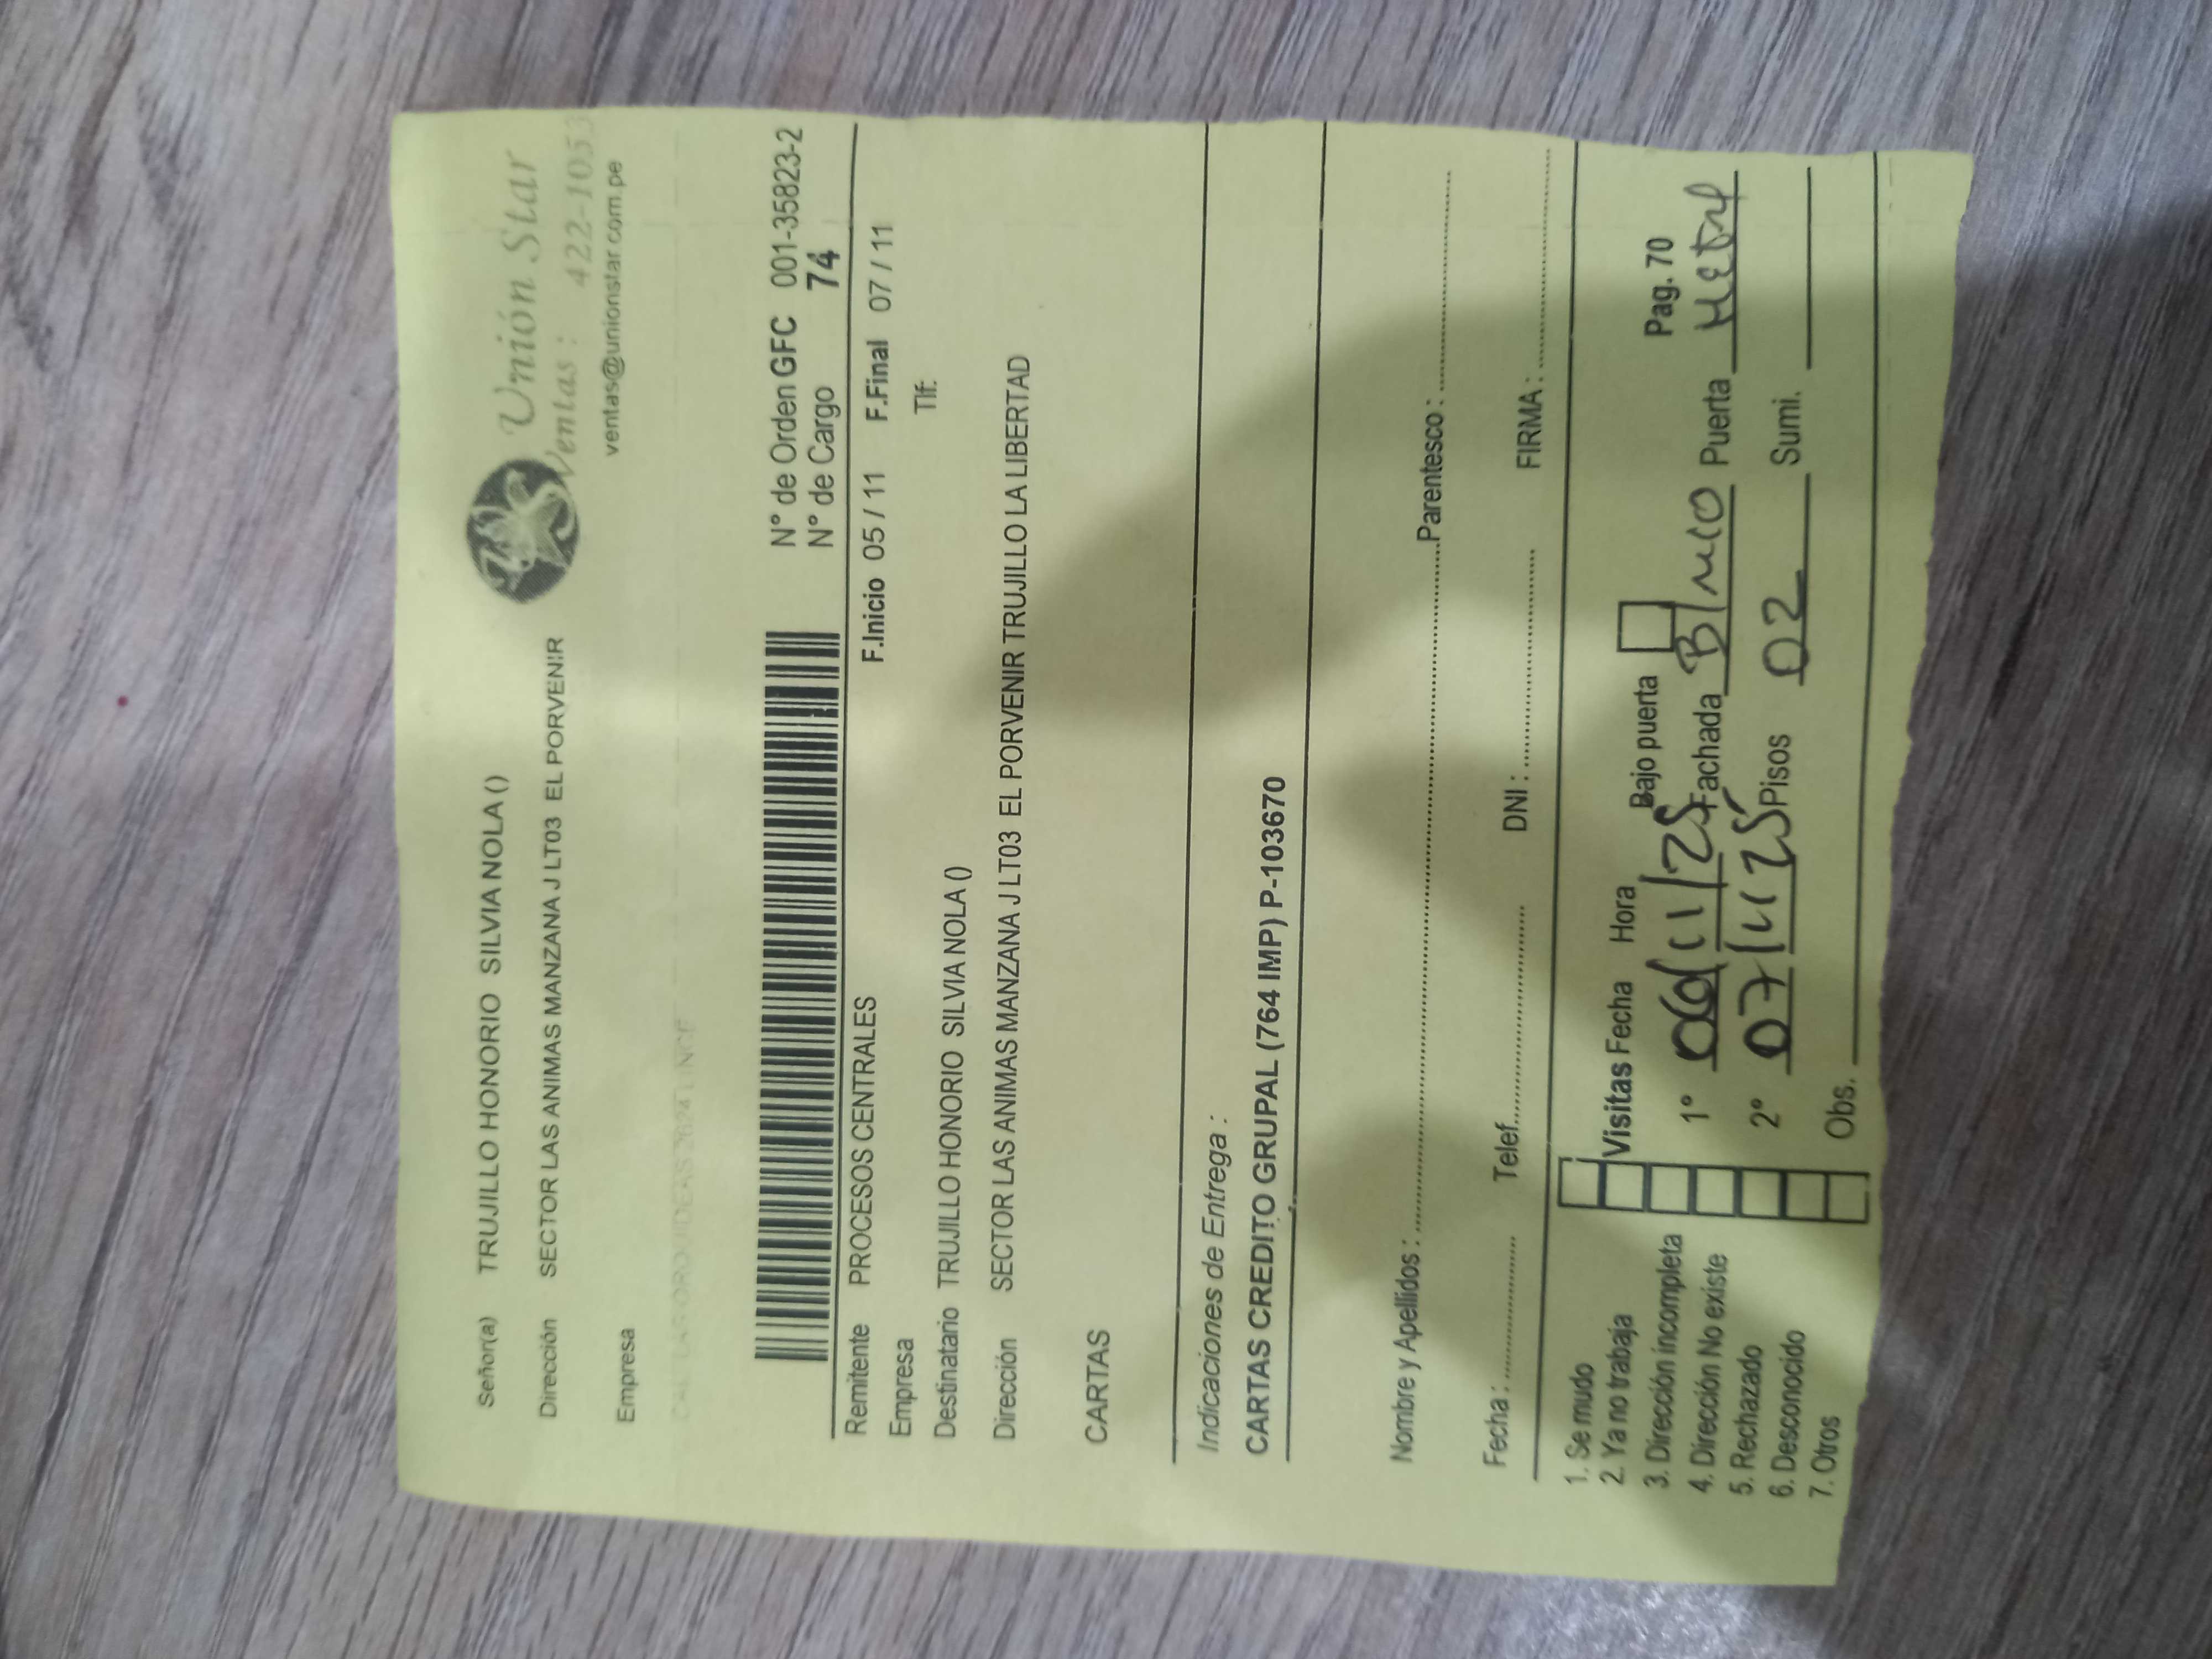 Señor(a) TRUJILLO HONORIO SILVIA NOLA ()
Unión Star
Dirección SECTOR LAS ANIMAS MANZANA J LT03 EL PORVENIR
Ventas : 422-1053
Empresa
ventas@unionstar.com.pe
N° de Orden GFC 001-35823-2
N° de Cargo 74
Remitente PROCESOS CENTRALES
F.Inicio 05 / 11 F.Final 07 / 11
Empresa
Tlf:
Destinatario TRUJILLO HONORIO SILVIA NOLA ()
Dirección SECTOR LAS ANIMAS MANZANA J LT03 EL PORVENIR TRUJILLO LA LIBERTAD
CARTAS
Indicaciones de Entrega :
CARTAS CREDITO GRUPAL (764 IMP) P-103670
Nombre y Apellidos : Parentesco :
Fecha : Telef. DNI : FIRMA :
1. Se mudo
2. Ya no trabaja
3. Dirección incompleta
4. Dirección No existe
5. Rechazado
6. Desconocido
7. Otros
Visitas Fecha Hora Bajo puerta Pag. 70
1° 06/11/25 Fachada Puerta
2° 07/11/25 Pisos 02 Sumi.
Obs.